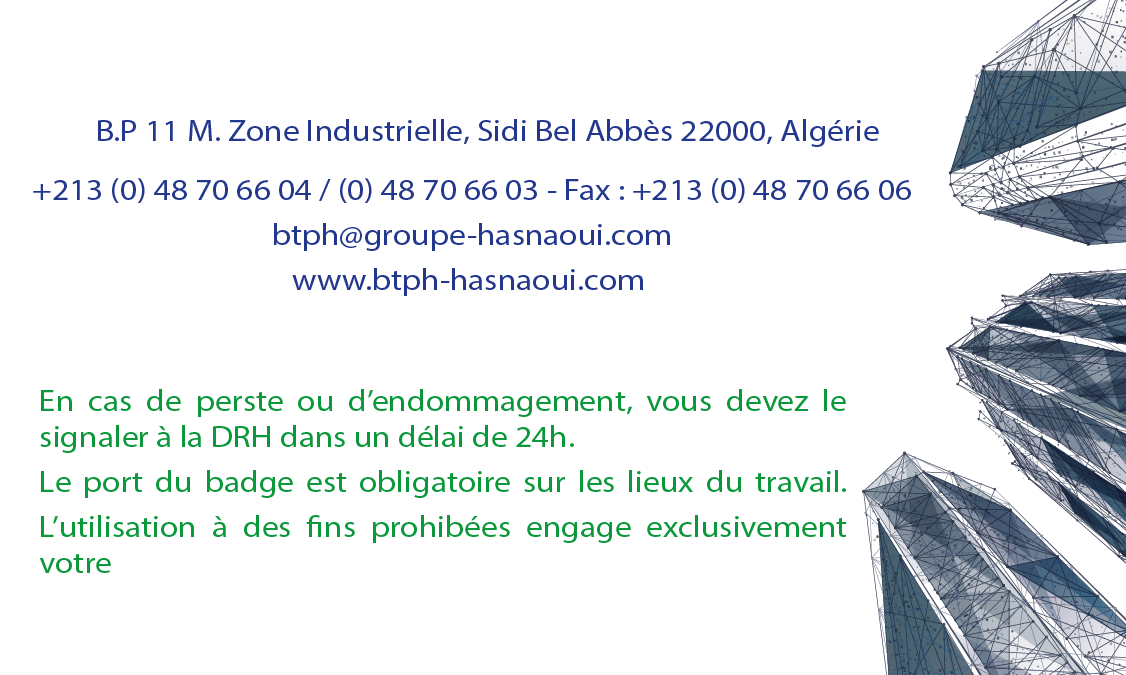 B.P 11 M. Zone Industrielle, Sidi Bel Abbès 22000, Algérie
+213 (0) 48 70 66 04 / (0) 48 70 66 03 - Fax : +213 (0) 48 70 66 06
btph@groupe-hasnaoui.com
www.btph-hasnaoui.com
En cas de perste ou d’endommagement, vous devez le
signaler à la DRH dans un délai de 24h.
Le port du badge est obligatoire sur les lieux du travail.
L’utilisation à des fins prohibées engage exclusivement
votre